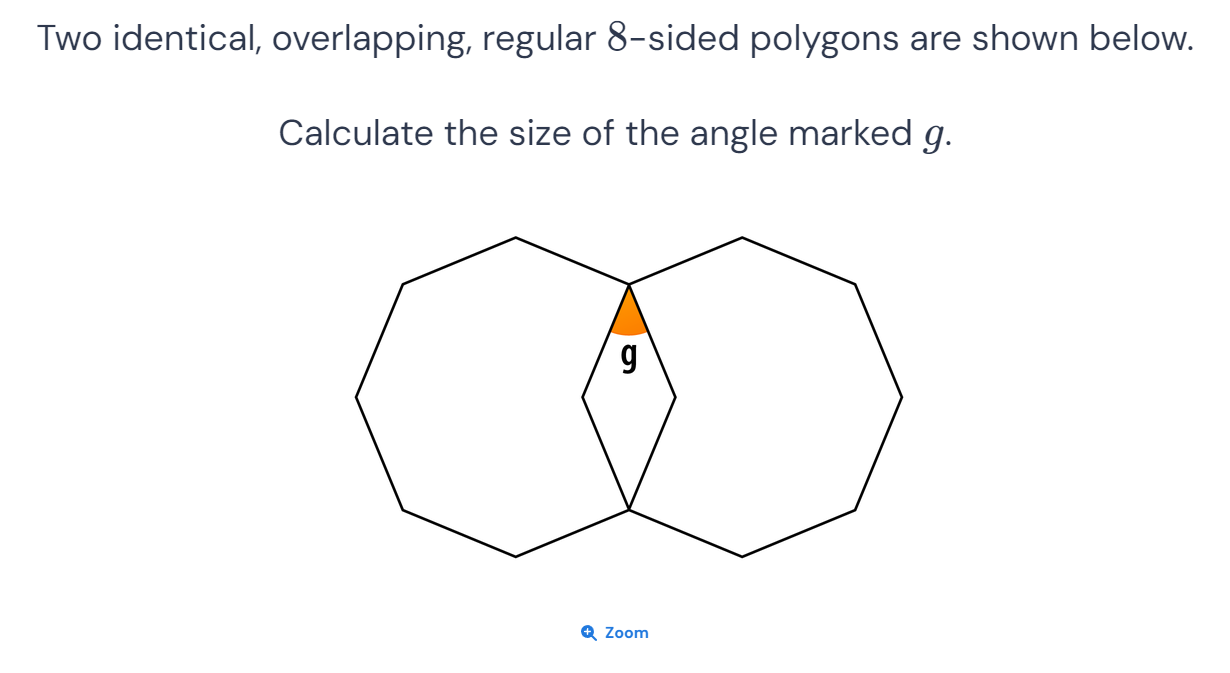 Two identical, overlapping, regular 8-sided polygons are shown below.
Calculate the size of the angle marked g.
g
Zoom